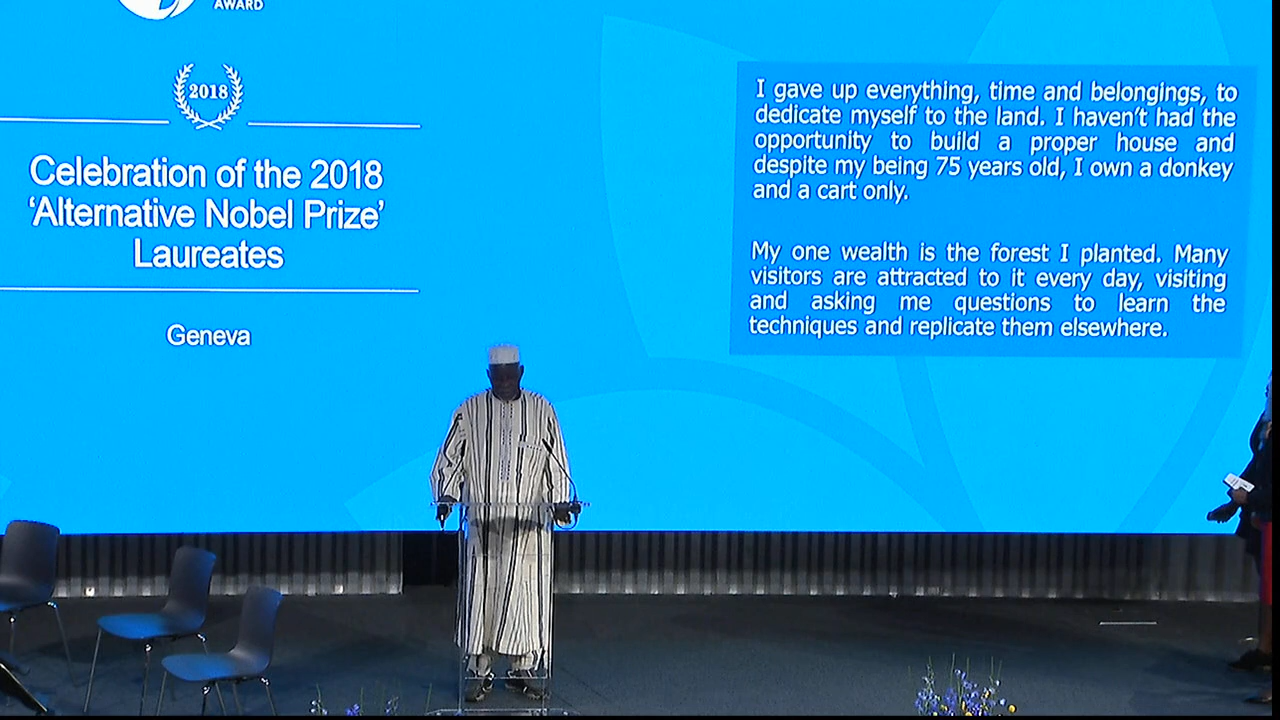 AWARD
2018
Celebration of the 2018
‘Alternative Nobel Prize’
Laureates
Geneva
I gave up everything, time and belongings, to
dedicate myself to the land. I haven’t had the
opportunity to build a proper house and
despite my being 75 years old, I own a donkey
and a cart only.
My one wealth is the forest I planted. Many
visitors are attracted to it every day, visiting
and asking me questions to learn the
techniques and replicate them elsewhere.